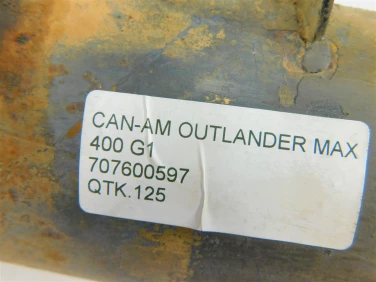 CAN-AM OUTLANDER MAX
400 G1
707600597
QTK.125